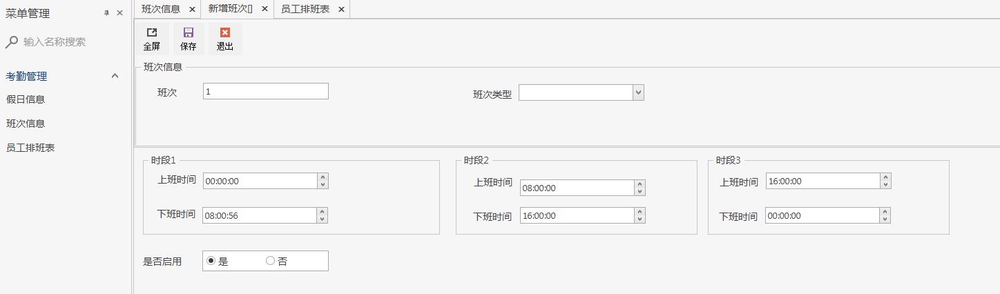 菜单管理
输入名称搜索
考勤管理
假日信息
班次信息
员工排班表
班次信息 新增班次[] 员工排班表
全屏 保存 退出
班次信息
班次 1 班次类型
时段1 时段2 时段3
上班时间 00:00:00 上班时间 08:00:00 上班时间 16:00:00
下班时间 08:00:56 下班时间 16:00:00 下班时间 00:00:00
是否启用 是 否